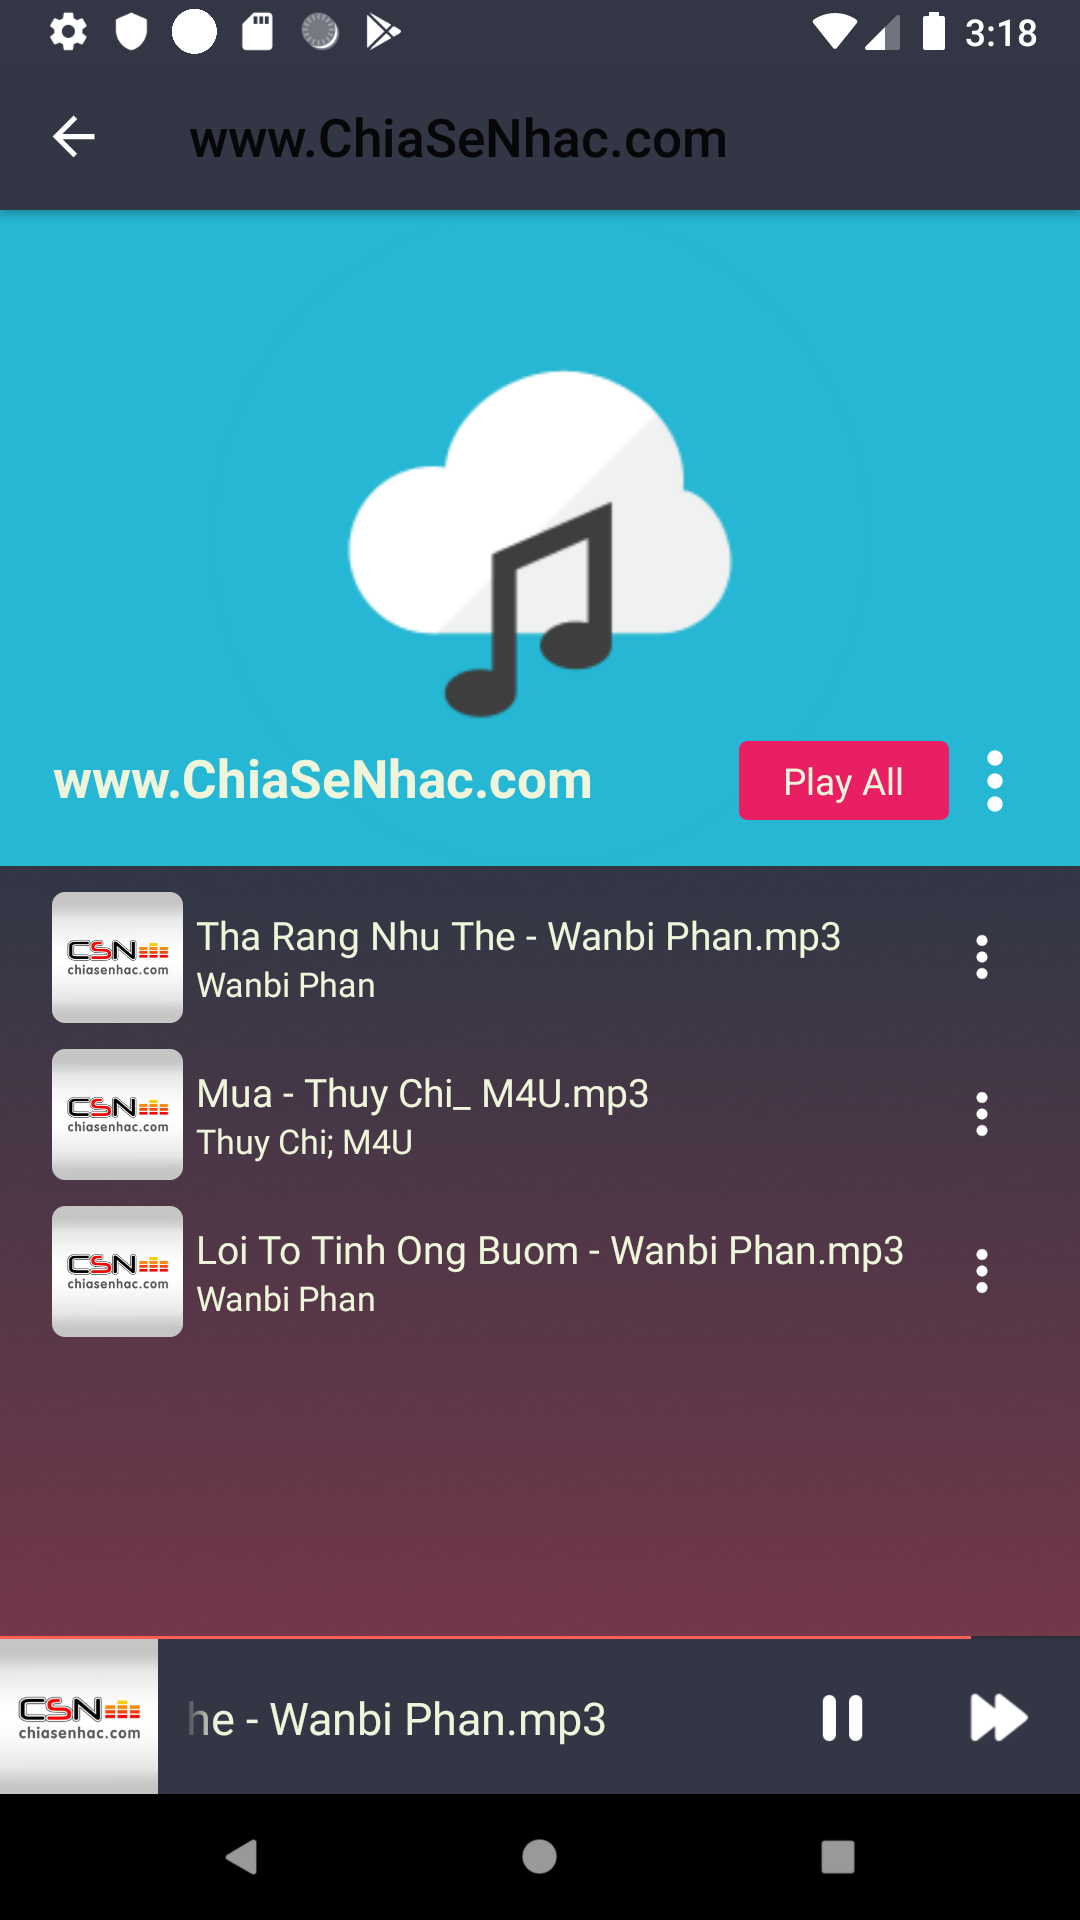 3:18
www.ChiaSeNhac.com
www.ChiaSeNhac.com
Play All
CSN
chiasenhac.com
Tha Rang Nhu The - Wanbi Phan.mp3
Wanbi Phan
CSN
chiasenhac.com
Mua - Thuy Chi_ M4U.mp3
Thuy Chi; M4U
CSN
chiasenhac.com
Loi To Tinh Ong Buom - Wanbi Phan.mp3
Wanbi Phan
CSN
chiasenhac.com
he - Wanbi Phan.mp3